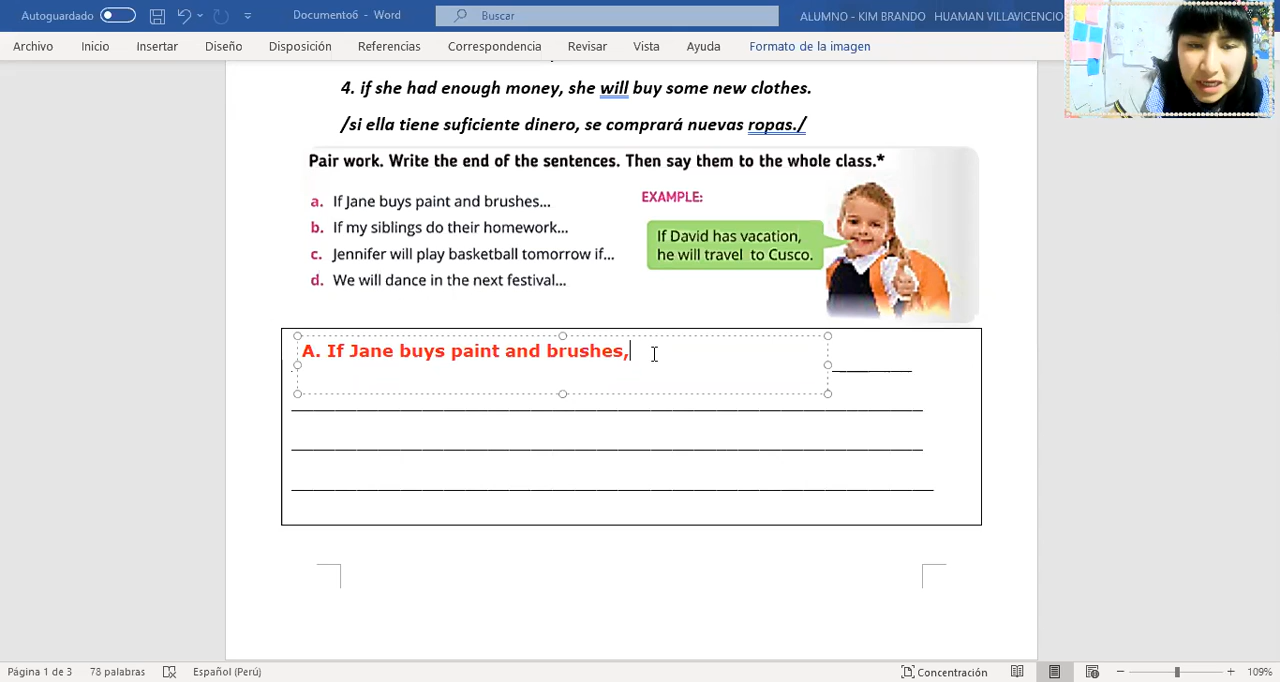 Autoguardado
Documento6 - Word
Buscar
ALUMNO - KIM BRANDO HUAMAN VILLAVICENCIO
Archivo Inicio Insertar Diseño Disposición Referencias Correspondencia Revisar Vista Ayuda Formato de la imagen
4. if she had enough money, she will buy some new clothes.
/si ella tiene suficiente dinero, se comprará nuevas ropas./
Pair work. Write the end of the sentences. Then say them to the whole class.*
a. If Jane buys paint and brushes...
b. If my siblings do their homework...
c. Jennifer will play basketball tomorrow if...
d. We will dance in the next festival...
EXAMPLE:
If David has vacation,
he will travel to Cusco.
A. If Jane buys paint and brushes,
Página 1 de 3 78 palabras Español (Perú) Concentración 109%